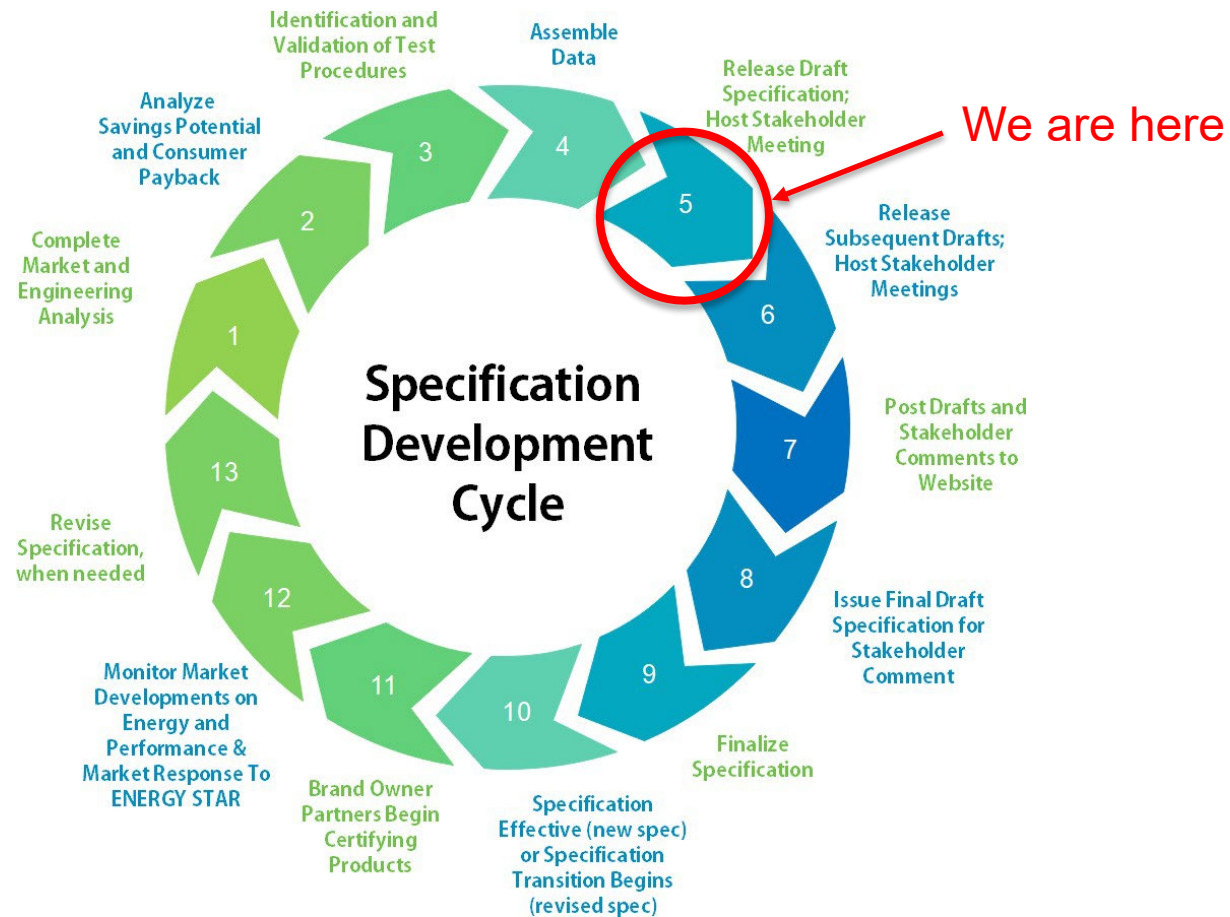 Specification
Development
Cycle
1
Complete
Market and
Engineering
Analysis
2
Analyze
Savings Potential
and Consumer
Payback
3
Identification and
Validation of Test
Procedures
4
Assemble
Data
5
Release Draft
Specification;
Host Stakeholder
Meeting
We are here
6
Release
Subsequent Drafts;
Host Stakeholder
Meetings
7
Post Drafts and
Stakeholder
Comments to
Website
8
Issue Final Draft
Specification for
Stakeholder
Comment
9
Finalize
Specification
10
Specification
Effective (new spec)
or Specification
Transition Begins
(revised spec)
11
Brand Owner
Partners Begin
Certifying
Products
12
Monitor Market
Developments on
Energy and
Performance &
Market Response To
ENERGY STAR
13
Revise
Specification,
when needed